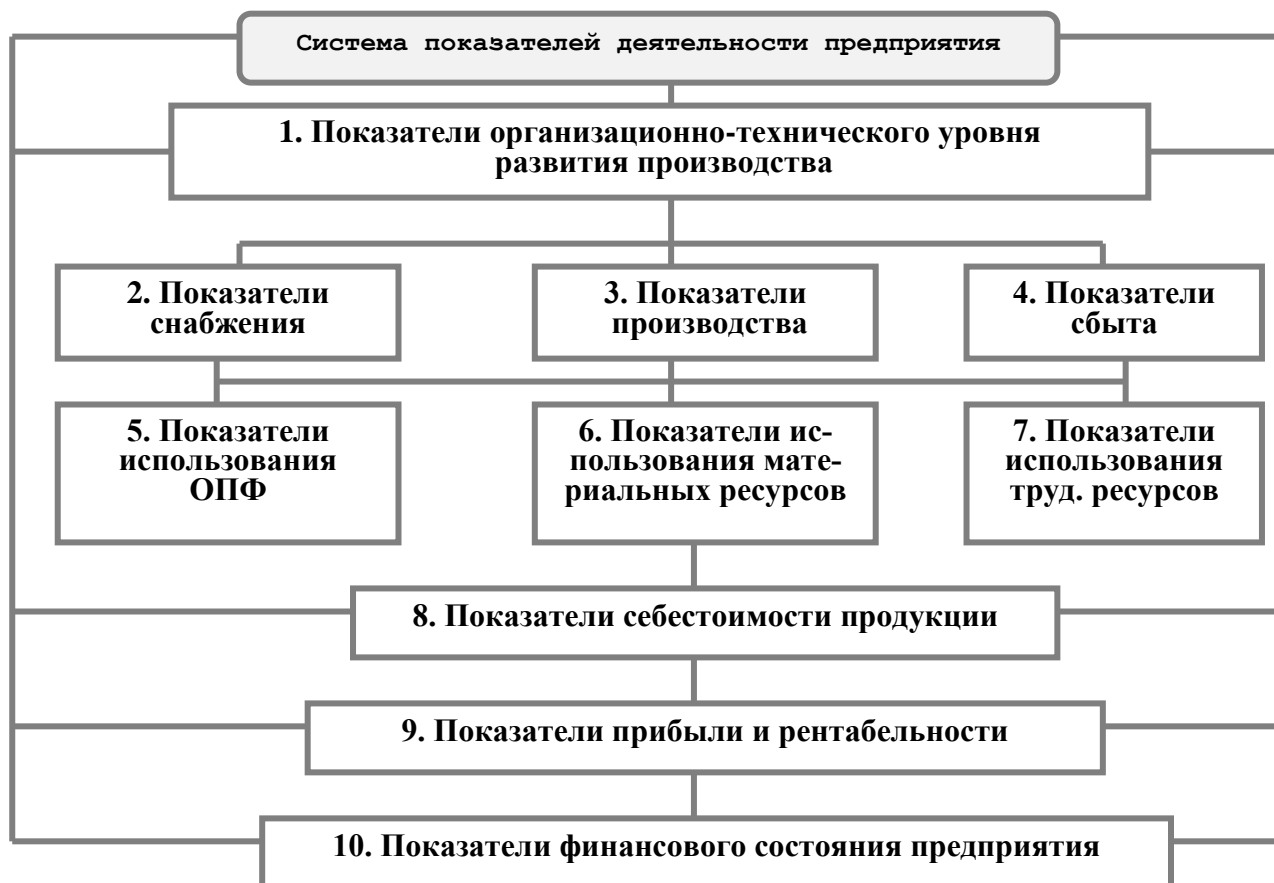 Система показателей деятельности предприятия
1. Показатели организационно-технического уровня
развития производства
2. Показатели
снабжения
3. Показатели
производства
4. Показатели
сбыта
5. Показатели
использования
ОПФ
6. Показатели ис-
пользования мате-
риальных ресурсов
7. Показатели
использования
труд. ресурсов
8. Показатели себестоимости продукции
9. Показатели прибыли и рентабельности
10. Показатели финансового состояния предприятия